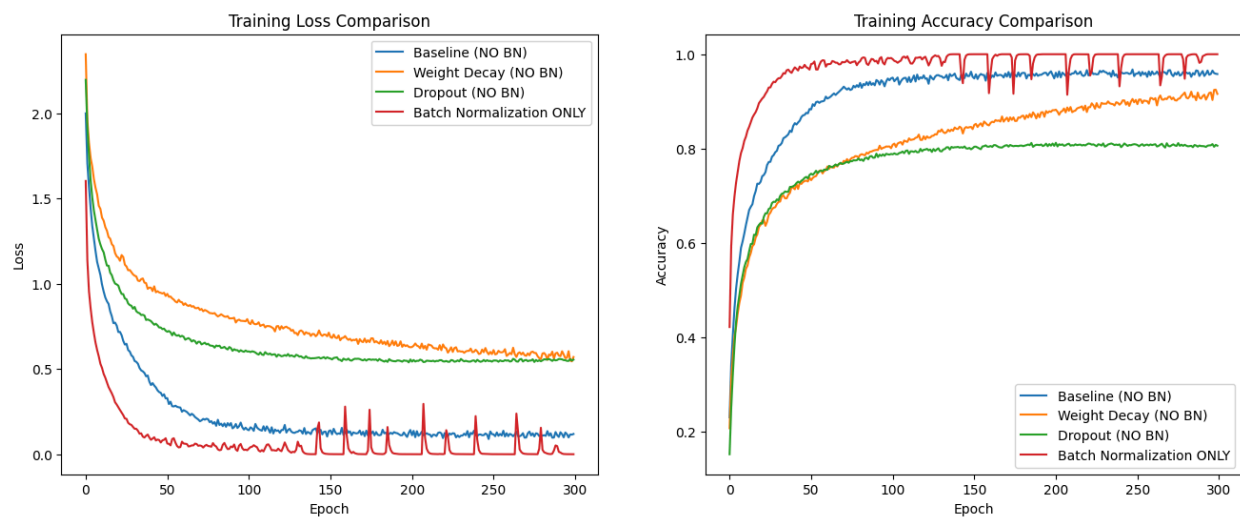 Training Loss Comparison
Loss
2.0
1.5
1.0
0.5
0.0
0
50
100
150
200
250
300
Epoch
Baseline (NO BN)
Weight Decay (NO BN)
Dropout (NO BN)
Batch Normalization ONLY
Training Accuracy Comparison
Accuracy
1.0
0.8
0.6
0.4
0.2
0
50
100
150
200
250
300
Epoch
Baseline (NO BN)
Weight Decay (NO BN)
Dropout (NO BN)
Batch Normalization ONLY